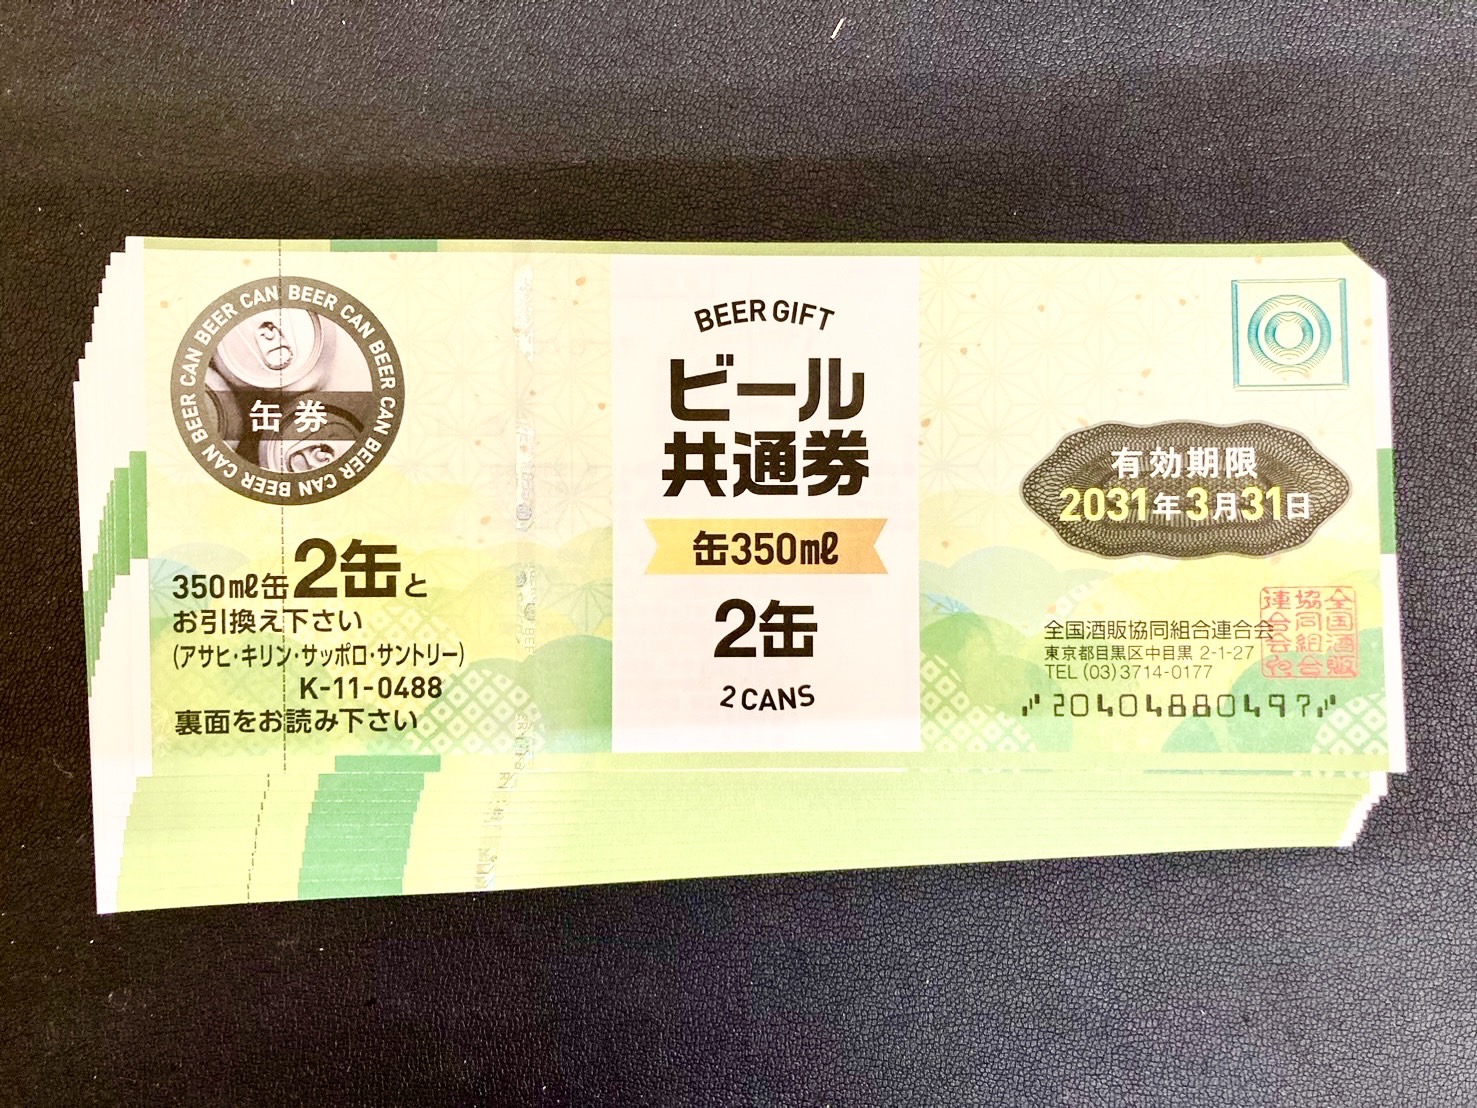 BEER CAN BEER CAN BEER CAN BEER CAN BEER CAN BEER CAN
缶券
350㎖缶2缶と
お引換え下さい
(アサヒ・キリン・サッポロ・サントリー)
K-11-0488
裏面をお読み下さい
BEER GIFT
ビール
共通券
缶350㎖
2缶
2 CANS
有効期限
2031年3月31日
全国酒販協同組合連合会
東京都目黒区中目黒 2-1-27
TEL (03) 3714-0177
20404880497
全国酒販
協同組合
連合会